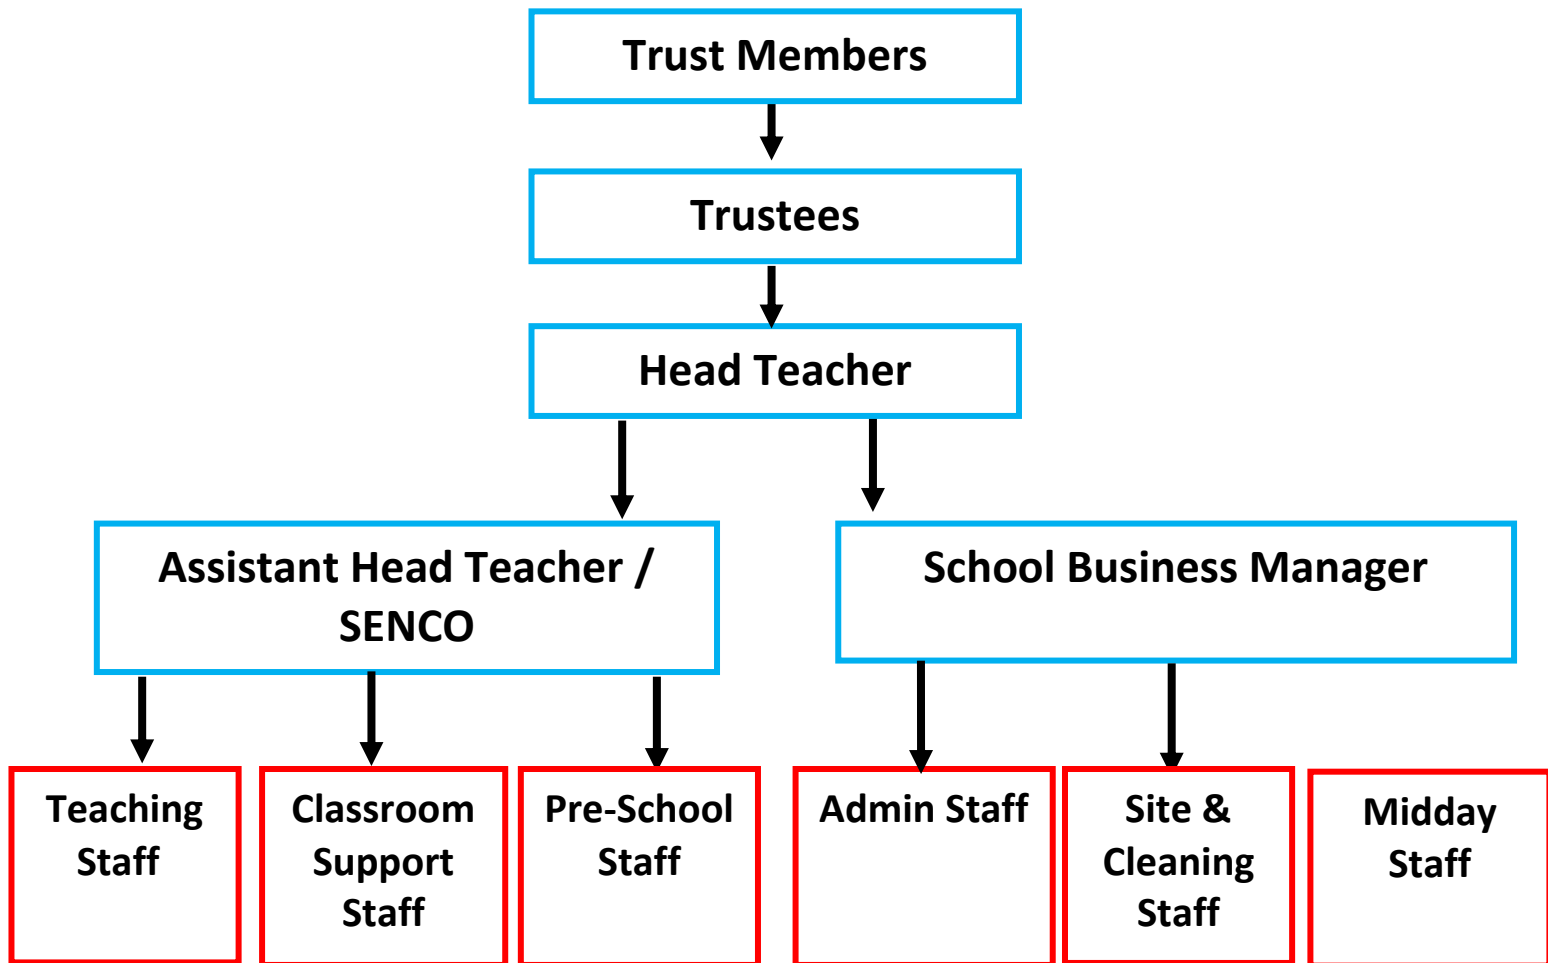 Trust Members
Trustees
Head Teacher
Assistant Head Teacher /
SENCO
School Business Manager
Teaching
Staff
Classroom
Support
Staff
Pre-School
Staff
Admin Staff
Site &
Cleaning
Staff
Midday
Staff